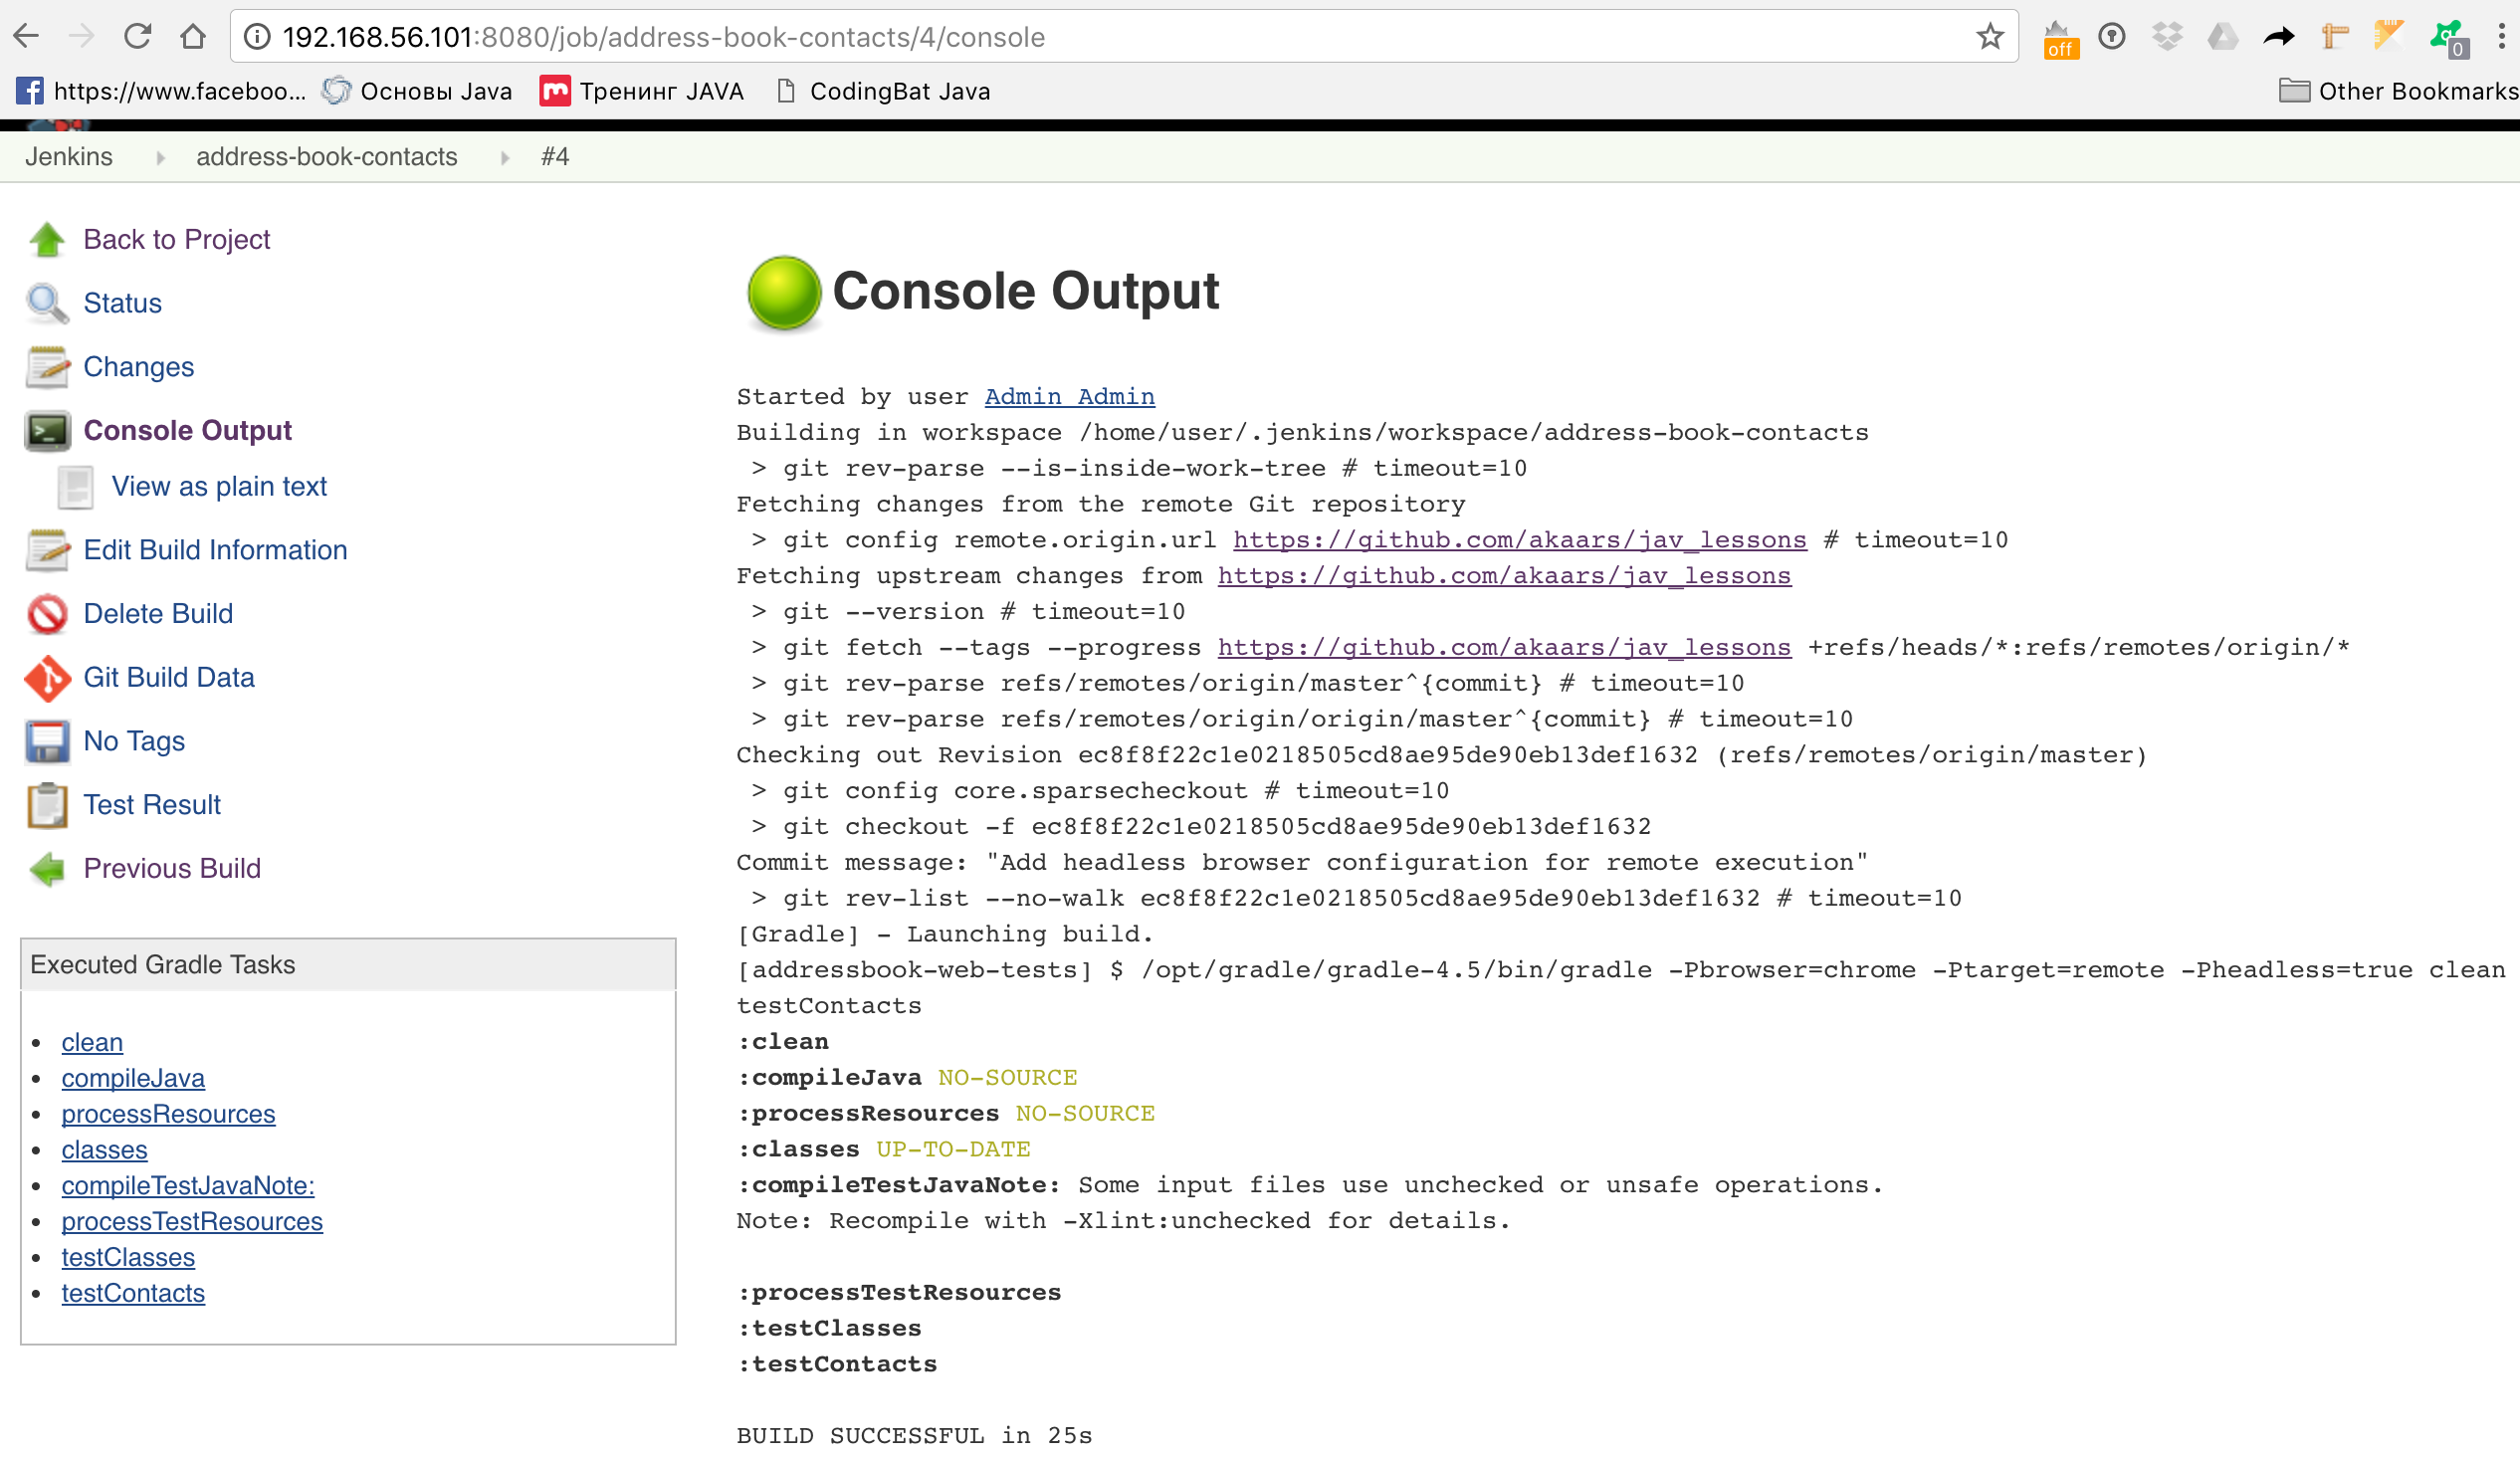 192.168.56.101:8080/job/address-book-contacts/4/console
off
0
https://www.faceboo...
Основы Java
Тренинг JAVA
CodingBat Java
Other Bookmarks
Jenkins
address-book-contacts
#4
Back to Project
Status
Changes
Console Output
View as plain text
Edit Build Information
Delete Build
Git Build Data
No Tags
Test Result
Previous Build
Executed Gradle Tasks
clean
compileJava
processResources
classes
compileTestJavaNote:
processTestResources
testClasses
testContacts
Console Output
Started by user Admin Admin
Building in workspace /home/user/.jenkins/workspace/address-book-contacts
> git rev-parse --is-inside-work-tree # timeout=10
Fetching changes from the remote Git repository
> git config remote.origin.url https://github.com/akaars/jav_lessons # timeout=10
Fetching upstream changes from https://github.com/akaars/jav_lessons
> git --version # timeout=10
> git fetch --tags --progress https://github.com/akaars/jav_lessons +refs/heads/*:refs/remotes/origin/*
> git rev-parse refs/remotes/origin/master^{commit} # timeout=10
> git rev-parse refs/remotes/origin/origin/master^{commit} # timeout=10
Checking out Revision ec8f8f22c1e0218505cd8ae95de90eb13def1632 (refs/remotes/origin/master)
> git config core.sparsecheckout # timeout=10
> git checkout -f ec8f8f22c1e0218505cd8ae95de90eb13def1632
Commit message: "Add headless browser configuration for remote execution"
> git rev-list --no-walk ec8f8f22c1e0218505cd8ae95de90eb13def1632 # timeout=10
[Gradle] - Launching build.
[addressbook-web-tests] $ /opt/gradle/gradle-4.5/bin/gradle -Pbrowser=chrome -Ptarget=remote -Pheadless=true clean
testContacts
:clean
:compileJava NO-SOURCE
:processResources NO-SOURCE
:classes UP-TO-DATE
:compileTestJavaNote: Some input files use unchecked or unsafe operations.
Note: Recompile with -Xlint:unchecked for details.
:processTestResources
:testClasses
:testContacts
BUILD SUCCESSFUL in 25s